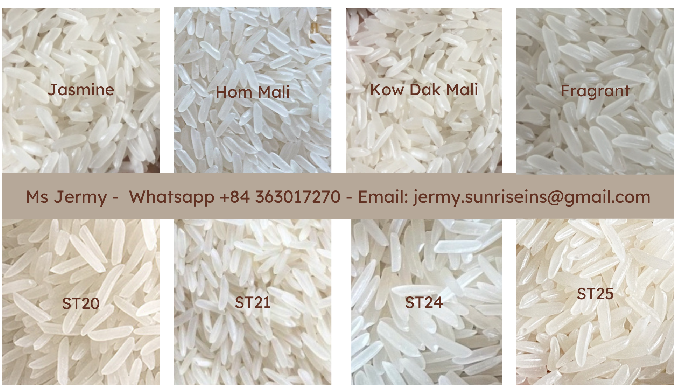 Jasmine
Hom Mali
Kow Dak Mali
Fragrant
Ms Jermy - Whatsapp +84 363017270 - Email: jermy.sunriseins@gmail.com
ST20
ST21
ST24
ST25